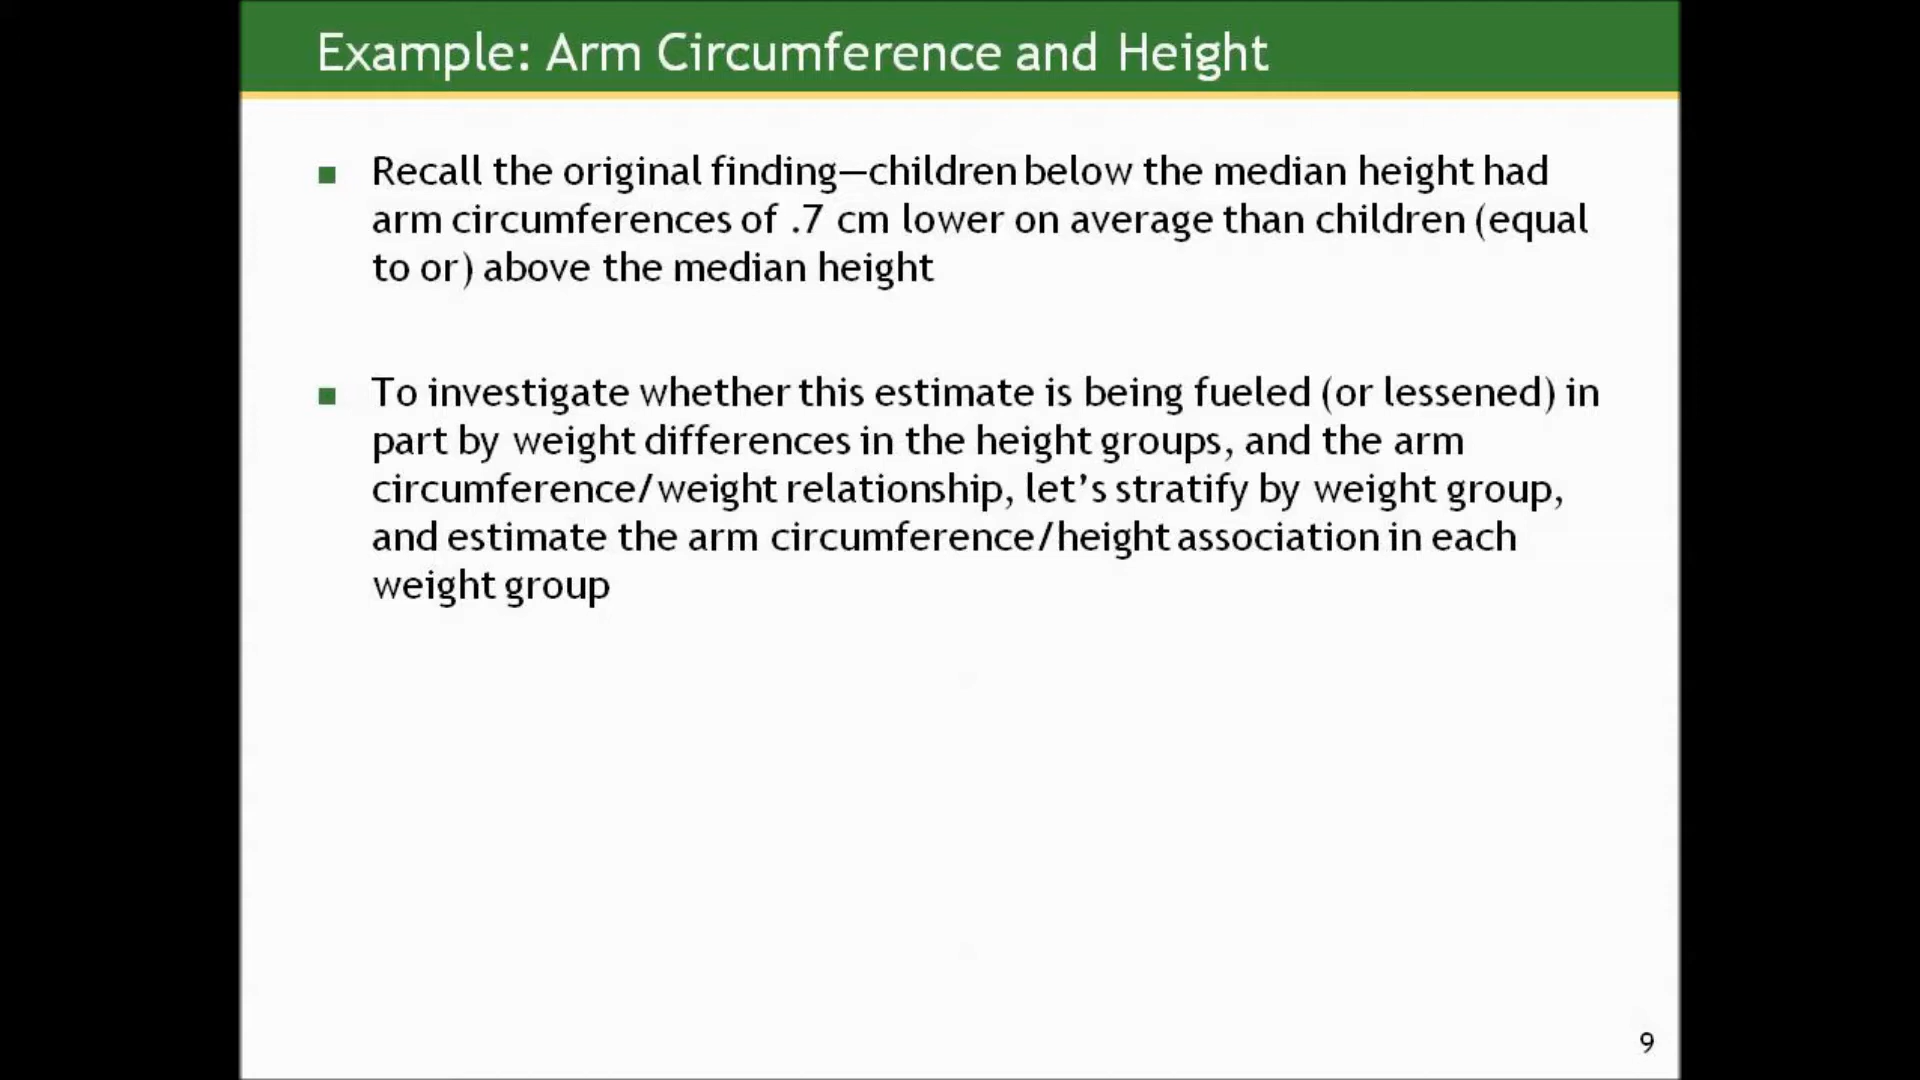 Example: Arm Circumference and Height
Recall the original finding—children below the median height had
arm circumferences of .7 cm lower on average than children (equal
to or) above the median height
To investigate whether this estimate is being fueled (or lessened) in
part by weight differences in the height groups, and the arm
circumference/weight relationship, let’s stratify by weight group,
and estimate the arm circumference/height association in each
weight group
9